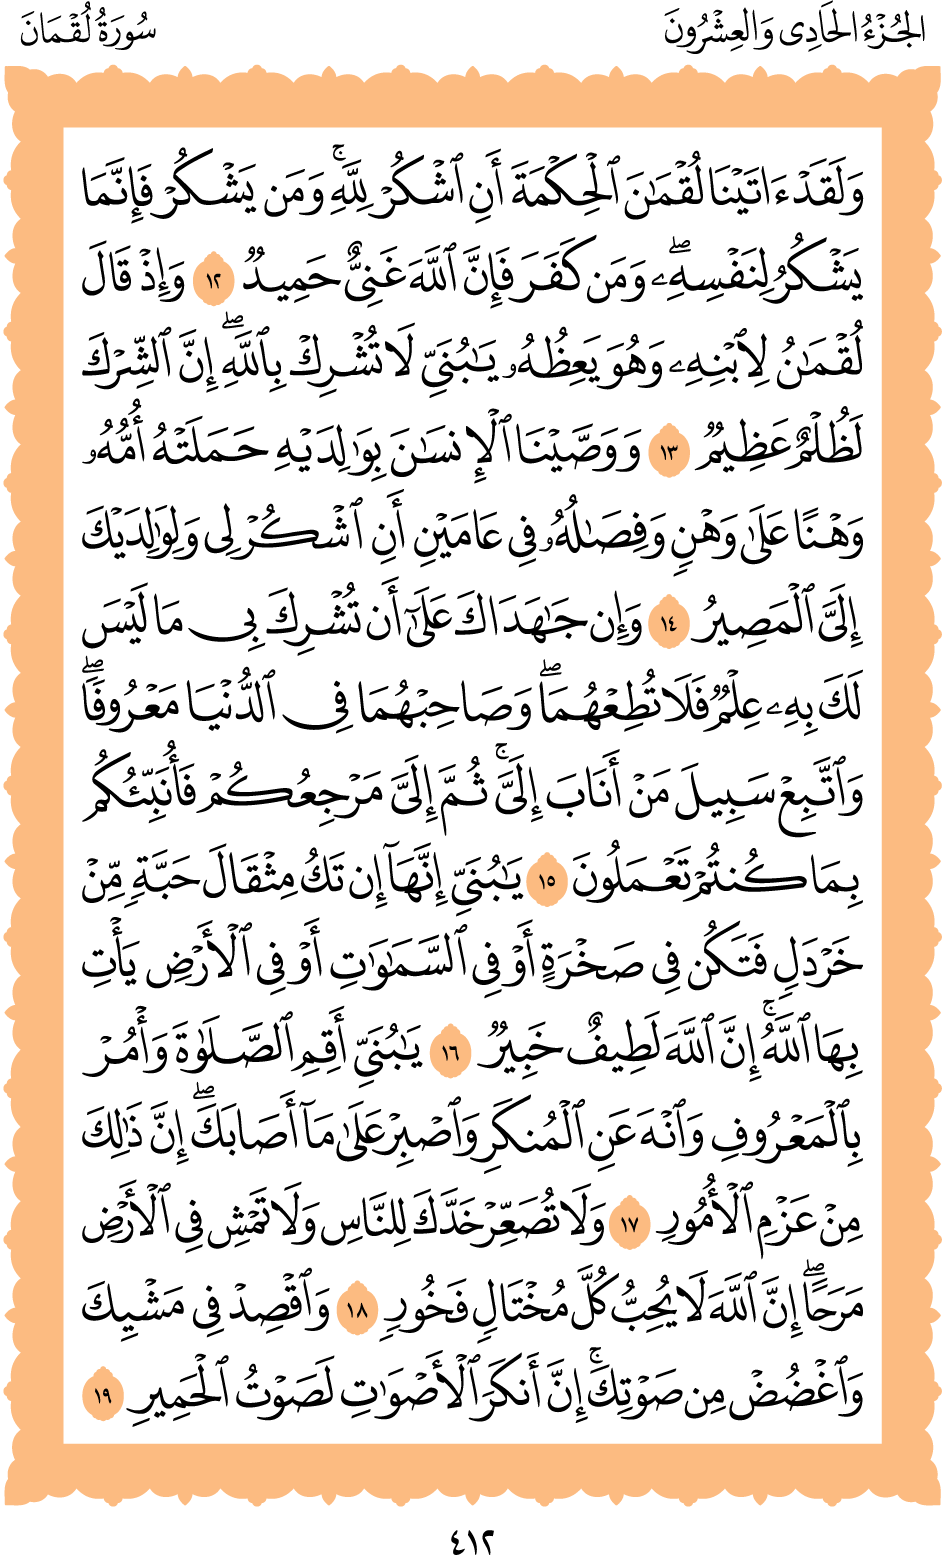 الجُزْءُ الحَادِى وَالعِشْرُونَ
سُورَةُ لُقْمَانَ
وَلَقَدْ ءَاتَيْنَا لُقْمَٰنَ ٱلْحِكْمَةَ أَنِ ٱشْكُرْ لِلَّهِۚ وَمَن يَشْكُرْ فَإِنَّمَا
يَشْكُرُ لِنَفْسِهِۦۖ وَمَن كَفَرَ فَإِنَّ ٱللَّهَ غَنِىٌّ حَمِيدٌ ١٢ وَإِذْ قَالَ
لُقْمَٰنُ لِٱبْنِهِۦ وَهُوَ يَعِظُهُۥ يَٰبُنَىِّ لَا تُشْرِكْ بِٱللَّهِۖ إِنَّ ٱلشِّرْكَ
لَظُلْمٌ عَظِيمٌ ١٣ وَوَصَّيْنَا ٱلْإِنسَٰنَ بِوَٰلِدَيْهِ حَمَلَتْهُ أُمُّهُۥ
وَهْنًا عَلَىٰ وَهْنٍ وَفِصَٰلُهُۥ فِى عَامَيْنِ أَنِ ٱشْكُرْ لِى وَلِوَٰلِدَيْكَ
إِلَىَّ ٱلْمَصِيرُ ١٤ وَإِن جَٰهَدَاكَ عَلَىٰٓ أَن تُشْرِكَ بِى مَا لَيْسَ
لَكَ بِهِۦ عِلْمٌ فَلَا تُطِعْهُمَاۖ وَصَاحِبْهُمَا فِى ٱلدُّنْيَا مَعْرُوفًاۖ
وَٱتَّبِعْ سَبِيلَ مَنْ أَنَابَ إِلَىَّۚ ثُمَّ إِلَىَّ مَرْجِعُكُمْ فَأُنَبِّئُكُم
بِمَا كُنتُمْ تَعْمَلُونَ ١٥ يَٰبُنَىِّ إِنَّهَآ إِن تَكُ مِثْقَالَ حَبَّةٍ مِّنْ
خَرْدَلٍ فَتَكُن فِى صَخْرَةٍ أَوْ فِى ٱلسَّمَٰوَٰتِ أَوْ فِى ٱلْأَرْضِ يَأْتِ
بِهَا ٱللَّهُۚ إِنَّ ٱللَّهَ لَطِيفٌ خَبِيرٌ ١٦ يَٰبُنَىِّ أَقِمِ ٱلصَّلَوٰةَ وَأْمُرْ
بِٱلْمَعْرُوفِ وَٱنْهَ عَنِ ٱلْمُنكَرِ وَٱصْبِرْ عَلَىٰ مَآ أَصَابَكَۖ إِنَّ ذَٰلِكَ
مِنْ عَزْمِ ٱلْأُمُورِ ١٧ وَلَا تُصَعِّرْ خَدَّكَ لِلنَّاسِ وَلَا تَمْشِ فِى ٱلْأَرْضِ
مَرَحًاۖ إِنَّ ٱللَّهَ لَا يُحِبُّ كُلَّ مُخْتَالٍ فَخُورٍ ١٨ وَٱقْصِدْ فِى مَشْيِكَ
وَٱغْضُضْ مِن صَوْتِكَۚ إِنَّ أَنكَرَ ٱلْأَصْوَٰتِ لَصَوْتُ ٱلْحَمِيرِ ١٩
٤١٢